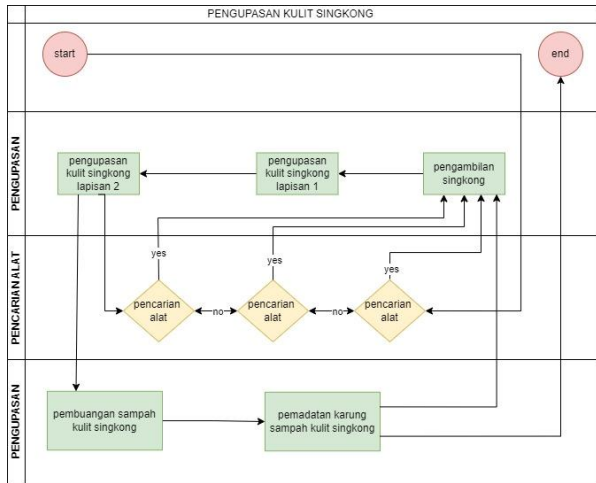 PENGUPASAN KULIT SINGKONG
start
end
PENGUPASAN
pengupasan
kulit singkong
lapisan 2
pengupasan
kulit singkong
lapisan 1
pengambilan
singkong
PENCARIAN ALAT
yes
yes
yes
pencarian
alat
no
pencarian
alat
no
pencarian
alat
PENGUPASAN
pembuangan sampah
kulit singkong
pemadatan karung
sampah kulit singkong